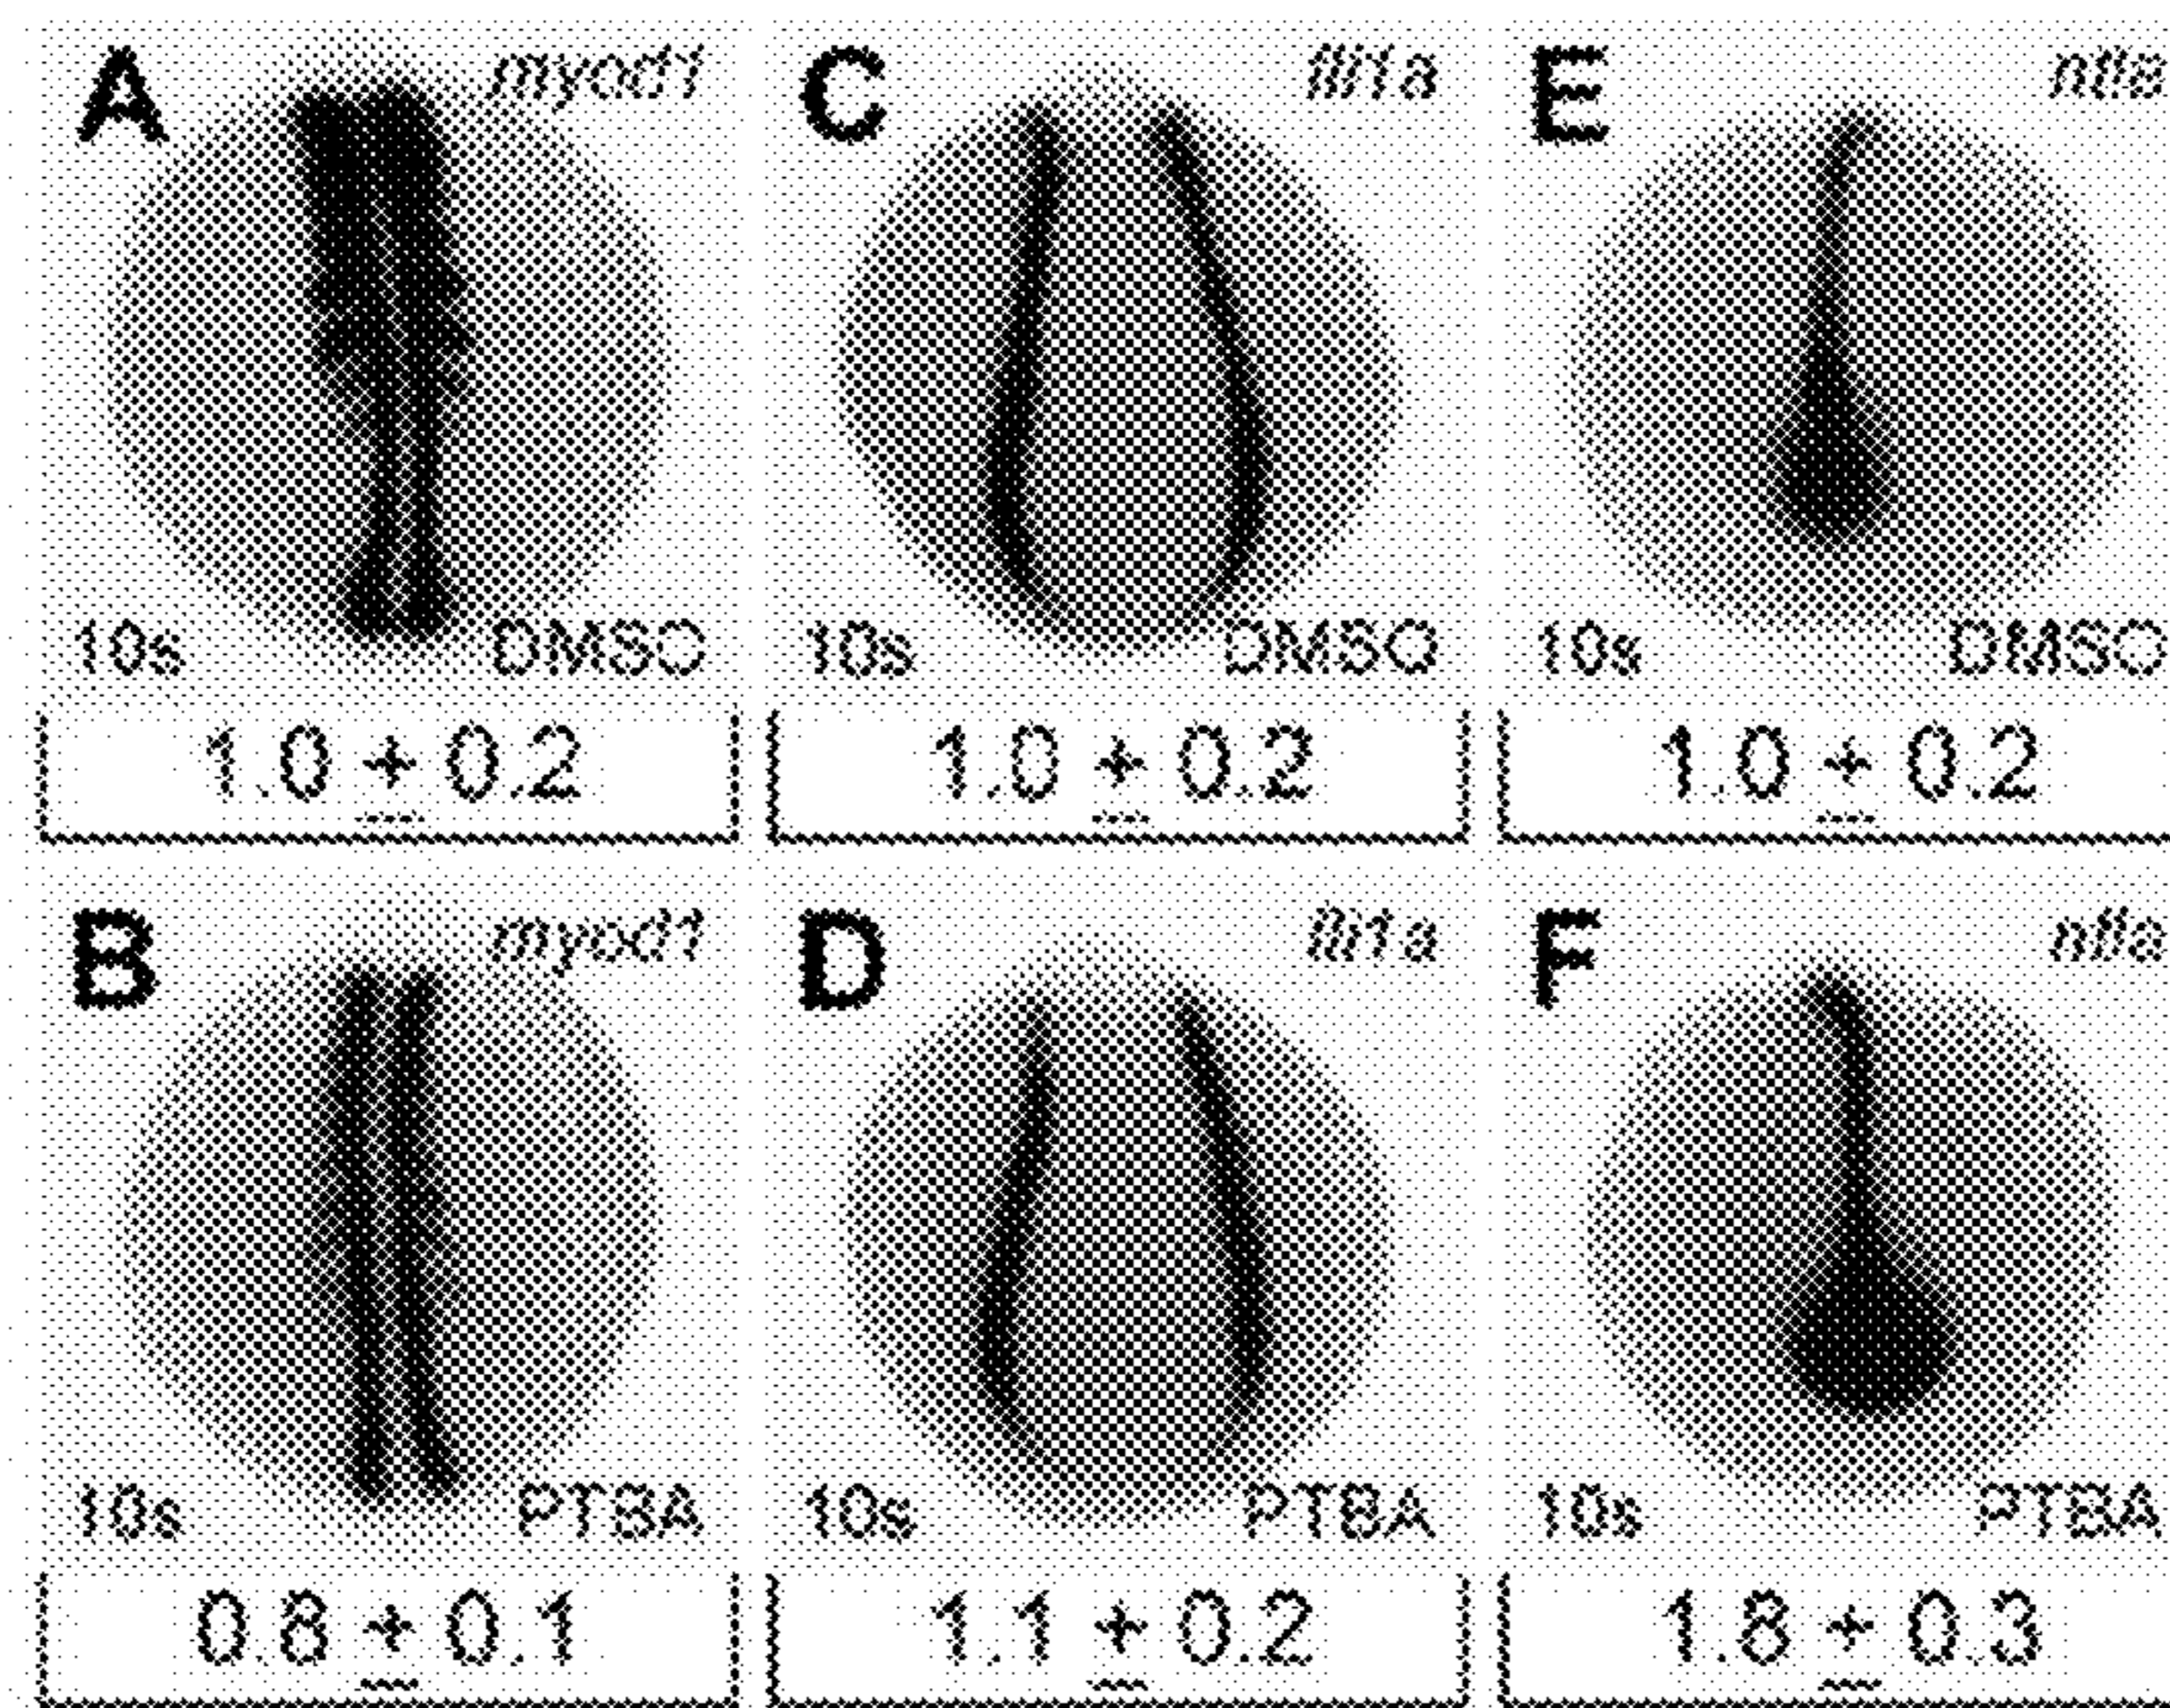 A myod1
10s DMSO
1.0 ± 0.2
C fli1a
10s DMSO
1.0 ± 0.2
E ntla
10s DMSO
1.0 ± 0.2
B myod1
10s PTBA
0.8 ± 0.1
D fli1a
10s PTBA
1.1 ± 0.2
F ntla
10s PTBA
1.8 ± 0.3